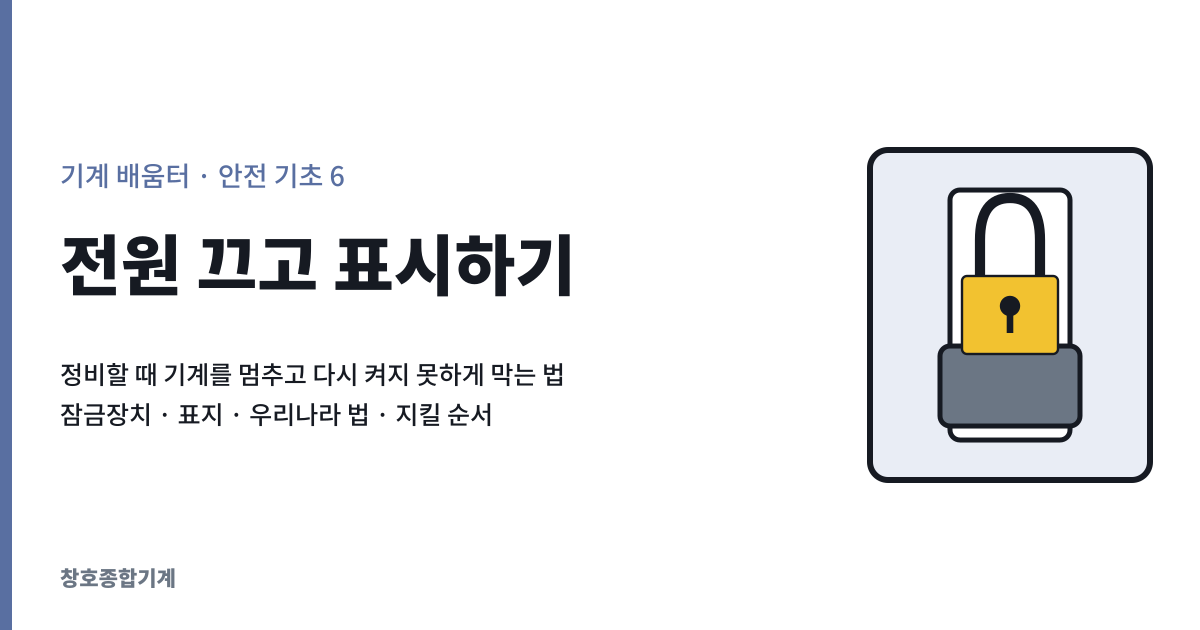 기계 배움터 · 안전 기초 6
전원 끄고 표시하기
정비할 때 기계를 멈추고 다시 켜지 못하게 막는 법
잠금장치 · 표지 · 우리나라 법 · 지킬 순서
창호종합기계